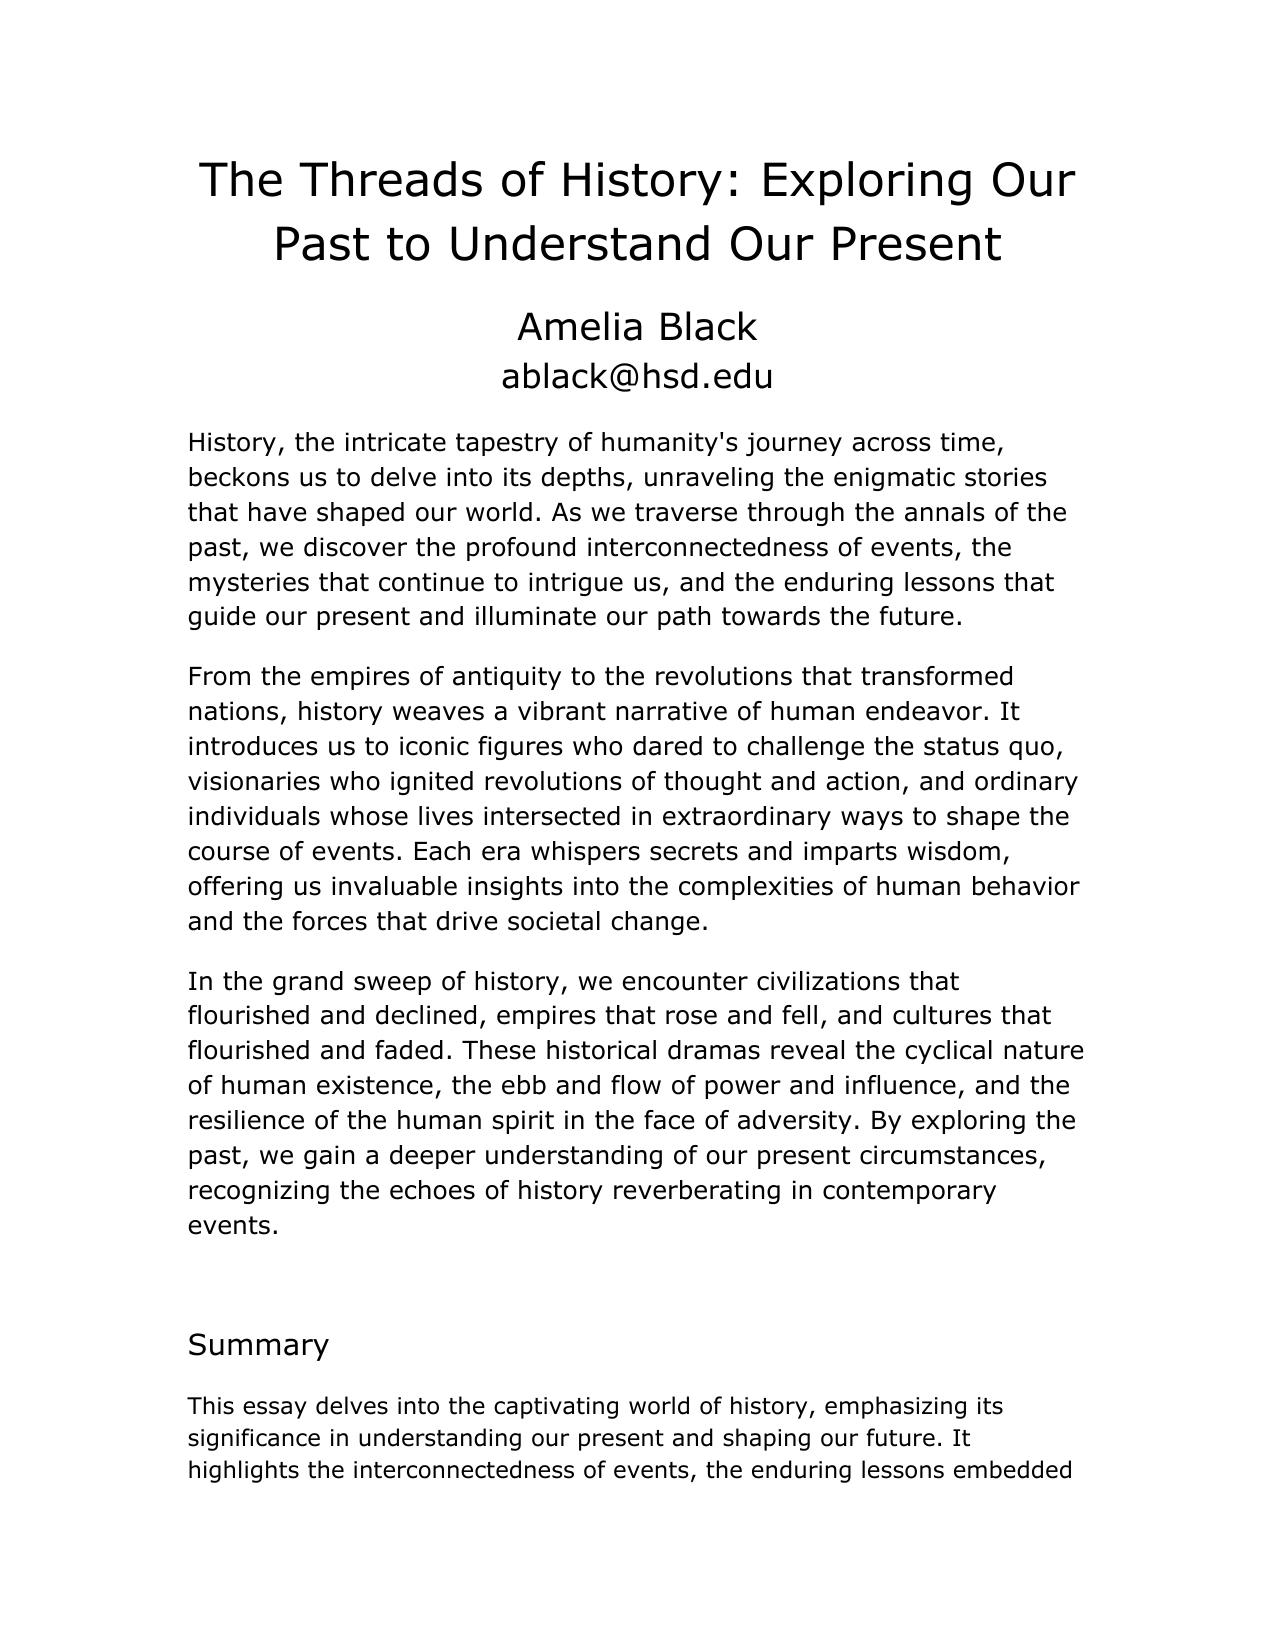 The Threads of History: Exploring Our
Past to Understand Our Present
Amelia Black
ablack@hsd.edu
History, the intricate tapestry of humanity's journey across time,
beckons us to delve into its depths, unraveling the enigmatic stories
that have shaped our world. As we traverse through the annals of the
past, we discover the profound interconnectedness of events, the
mysteries that continue to intrigue us, and the enduring lessons that
guide our present and illuminate our path towards the future.
From the empires of antiquity to the revolutions that transformed
nations, history weaves a vibrant narrative of human endeavor. It
introduces us to iconic figures who dared to challenge the status quo,
visionaries who ignited revolutions of thought and action, and ordinary
individuals whose lives intersected in extraordinary ways to shape the
course of events. Each era whispers secrets and imparts wisdom,
offering us invaluable insights into the complexities of human behavior
and the forces that drive societal change.
In the grand sweep of history, we encounter civilizations that
flourished and declined, empires that rose and fell, and cultures that
flourished and faded. These historical dramas reveal the cyclical nature
of human existence, the ebb and flow of power and influence, and the
resilience of the human spirit in the face of adversity. By exploring the
past, we gain a deeper understanding of our present circumstances,
recognizing the echoes of history reverberating in contemporary
events.
Summary
This essay delves into the captivating world of history, emphasizing its
significance in understanding our present and shaping our future. It
highlights the interconnectedness of events, the enduring lessons embedded